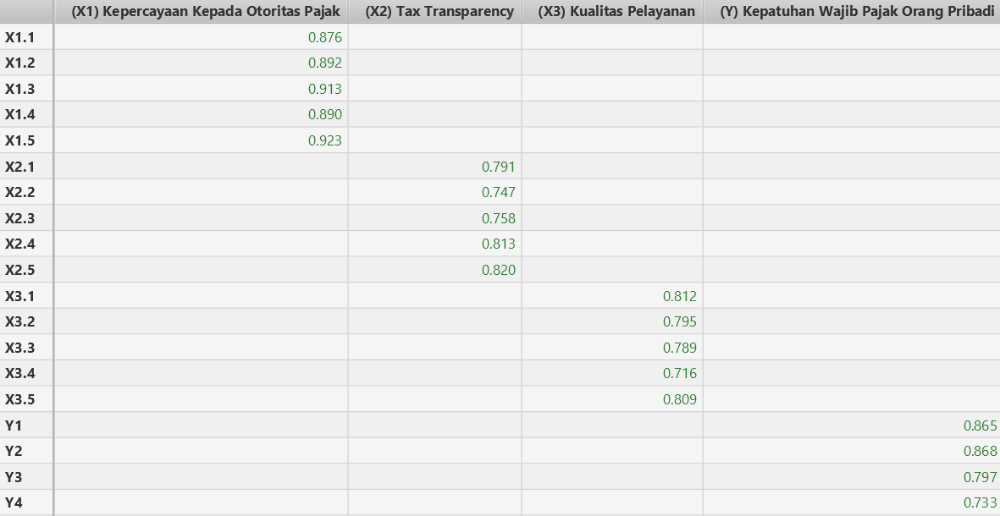 (X1) Kepercayaan Kepada Otoritas Pajak (X2) Tax Transparency (X3) Kualitas Pelayanan (Y) Kepatuhan Wajib Pajak Orang Pribadi
X1.1 0.876
X1.2 0.892
X1.3 0.913
X1.4 0.890
X1.5 0.923
X2.1 0.791
X2.2 0.747
X2.3 0.758
X2.4 0.813
X2.5 0.820
X3.1 0.812
X3.2 0.795
X3.3 0.789
X3.4 0.716
X3.5 0.809
Y1 0.865
Y2 0.868
Y3 0.797
Y4 0.733